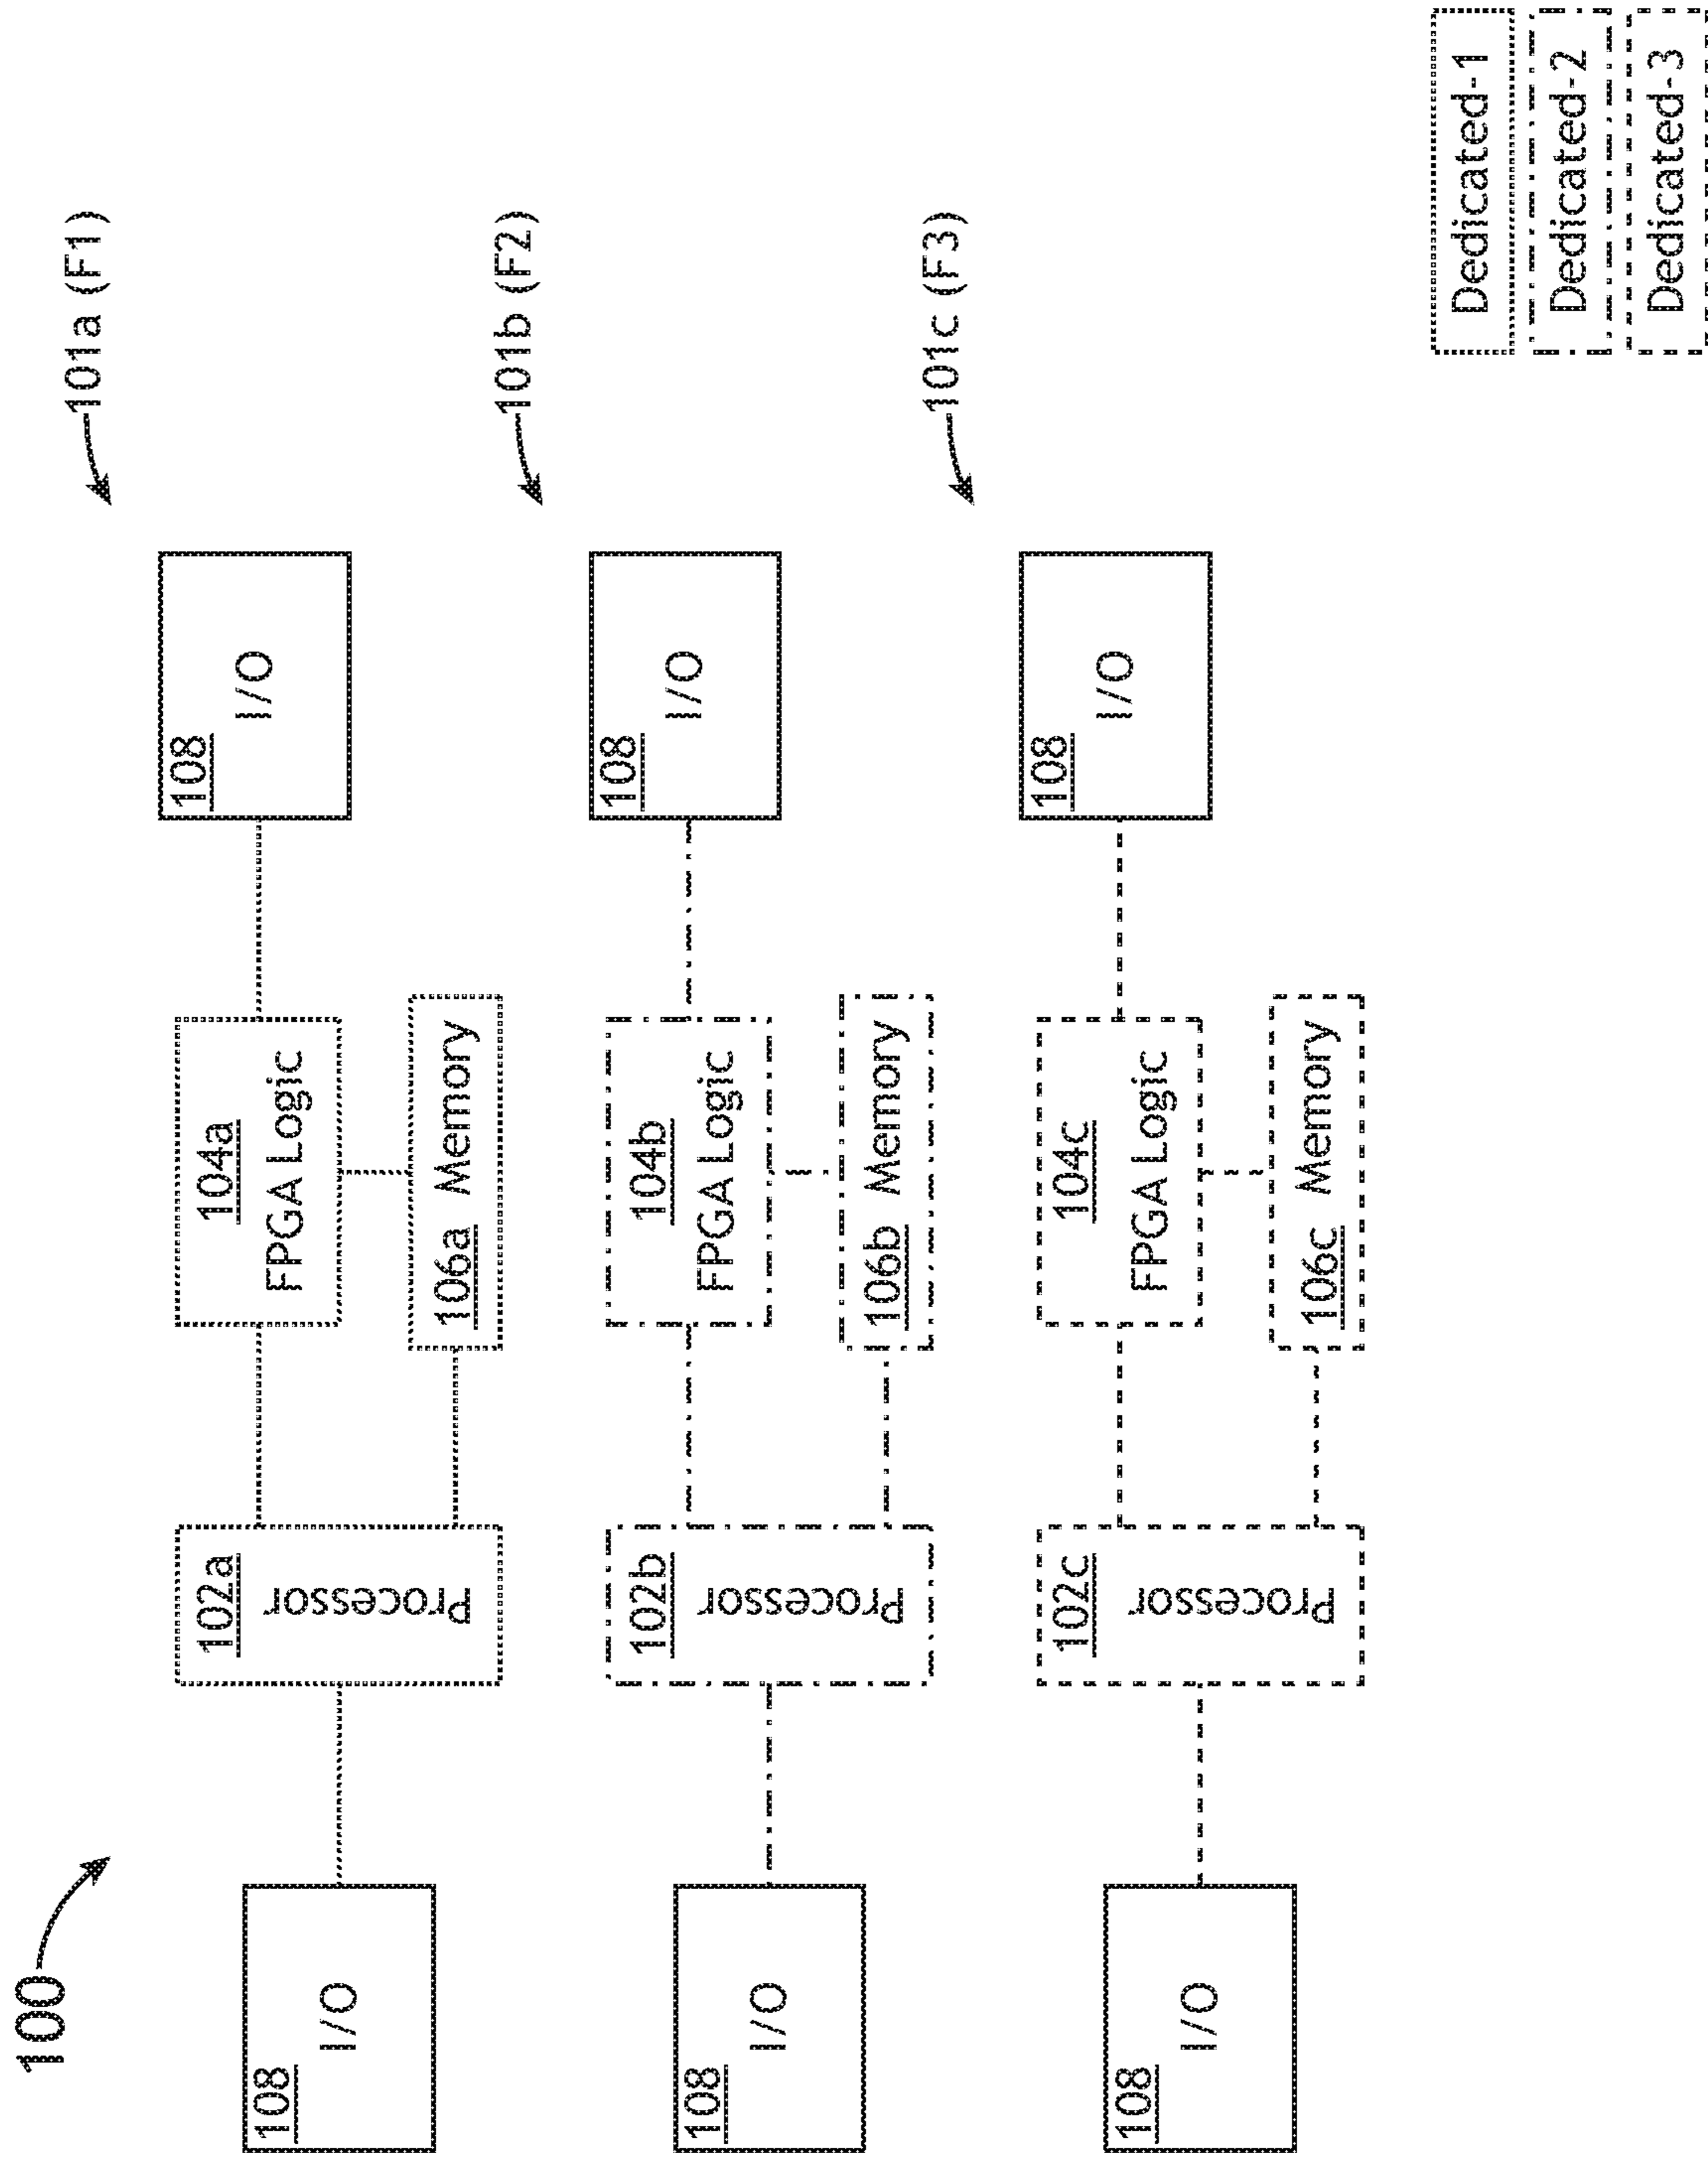 100
101a (F1)
108
I/O
102a
Processor
104a
FPGA Logic
106a Memory
108
I/O
101b (F2)
108
I/O
102b
Processor
104b
FPGA Logic
106b Memory
108
I/O
101c (F3)
108
I/O
102c
Processor
104c
FPGA Logic
106c Memory
108
I/O
Dedicated-1
Dedicated-2
Dedicated-3